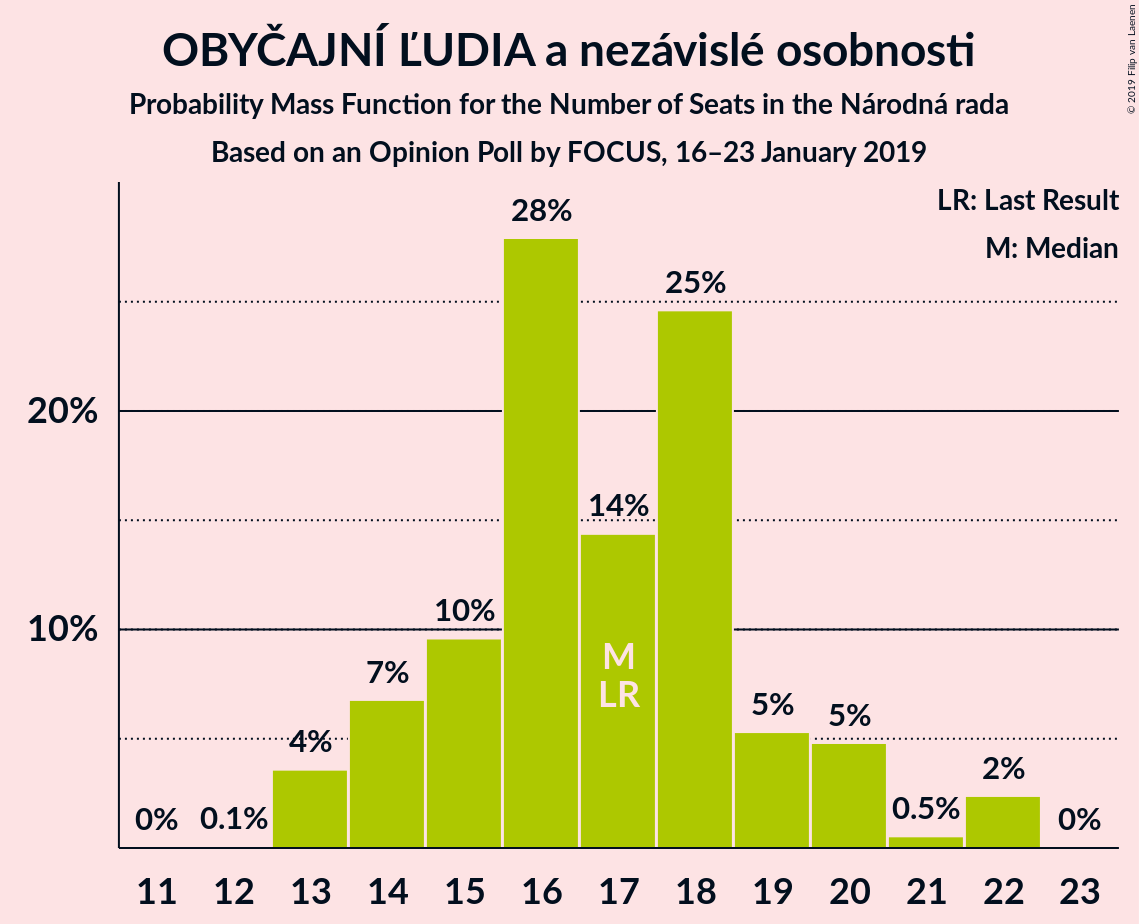 OBYČAJNÍ ĽUDIA a nezávislé osobnosti
Probability Mass Function for the Number of Seats in the Národná rada
Based on an Opinion Poll by FOCUS, 16–23 January 2019
© 2019 Filip van Laenen
LR: Last Result
M: Median
28%
25%
20%
14%
10%
10%
M
LR
7%
5%
5%
4%
2%
0%
0.1%
0.5%
0%
11 12 13 14 15 16 17 18 19 20 21 22 23